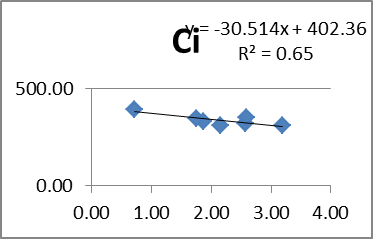 Ci
y = -30.514x + 402.36
R² = 0.65
500.00
0.00
0.00 1.00 2.00 3.00 4.00